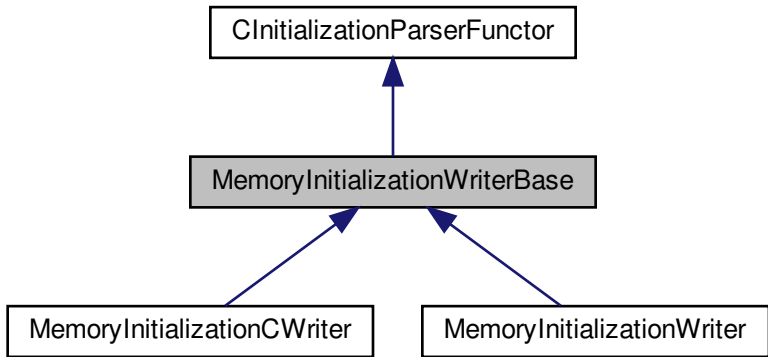 CInitializationParserFunctor
MemoryInitializationWriterBase
MemoryInitializationCWriter
MemoryInitializationWriter